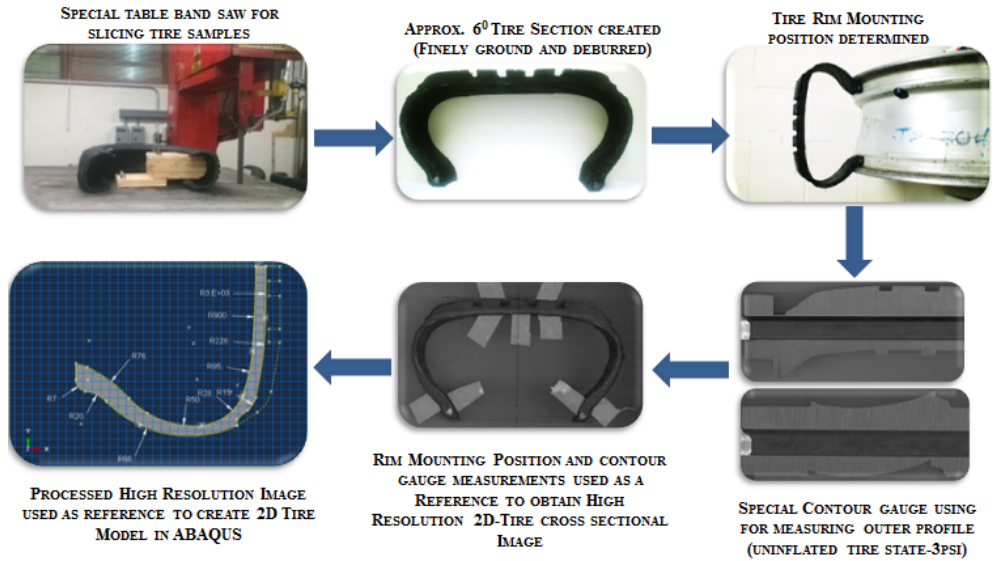 SPECIAL TABLE BAND SAW FOR
SLICING TIRE SAMPLES
APPROX. 6⁰ TIRE SECTION CREATED
(FINELY GROUND AND DEBURRED)
TIRE RIM MOUNTING
POSITION DETERMINED
SPECIAL CONTOUR GAUGE USING
FOR MEASURING OUTER PROFILE
(UNINFLATED TIRE STATE-3PSI)
RIM MOUNTING POSITION AND CONTOUR
GAUGE MEASUREMENTS USED AS A
REFERENCE TO OBTAIN HIGH
RESOLUTION 2D-TIRE CROSS SECTIONAL
IMAGE
R3.E+03
R900
R228
R95
R76
R7
R20
R50
R28
R19
R66
Y
X
PROCESSED HIGH RESOLUTION IMAGE
USED AS REFERENCE TO CREATE 2D TIRE
MODEL IN ABAQUS